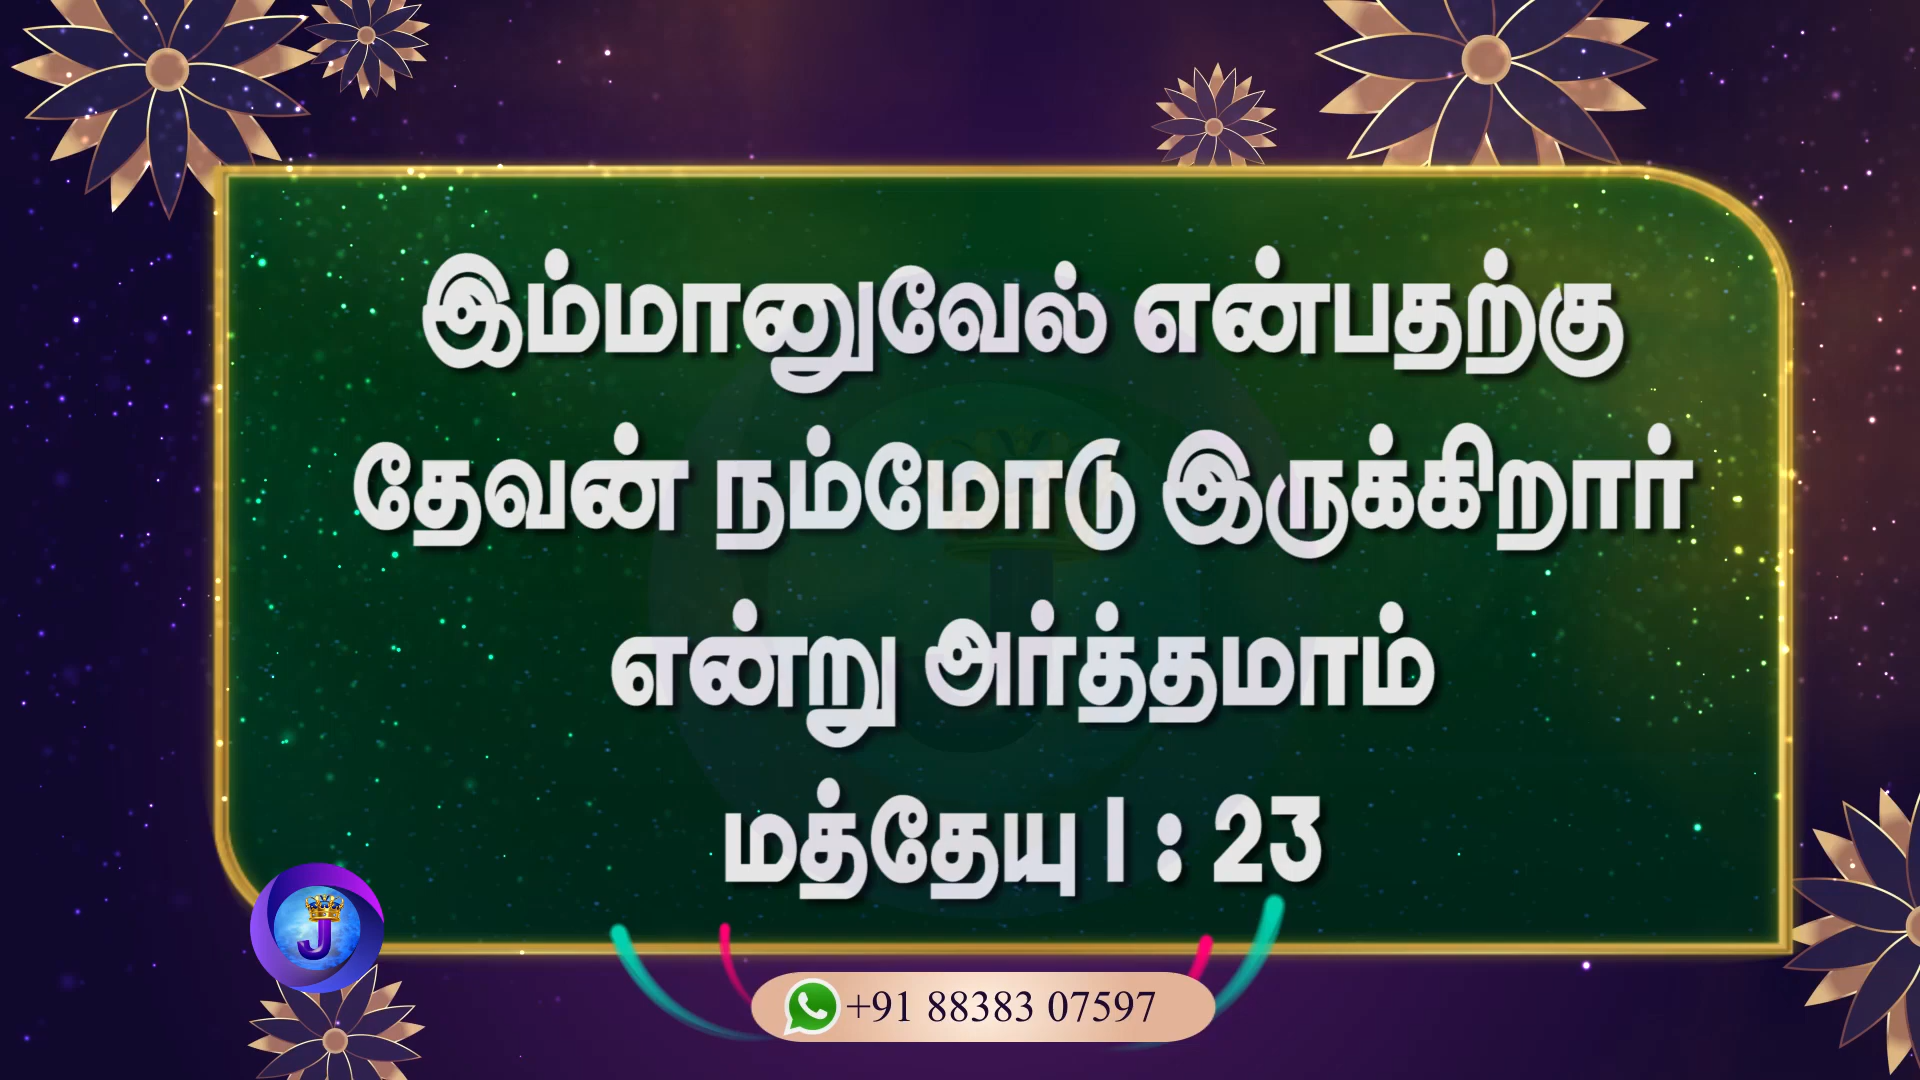 இம்மானுவேல் என்பதற்கு
தேவன் நம்மோடு இருக்கிறார்
என்று அர்த்தமாம்
மத்தேயு 1 : 23
J
+91 88383 07597